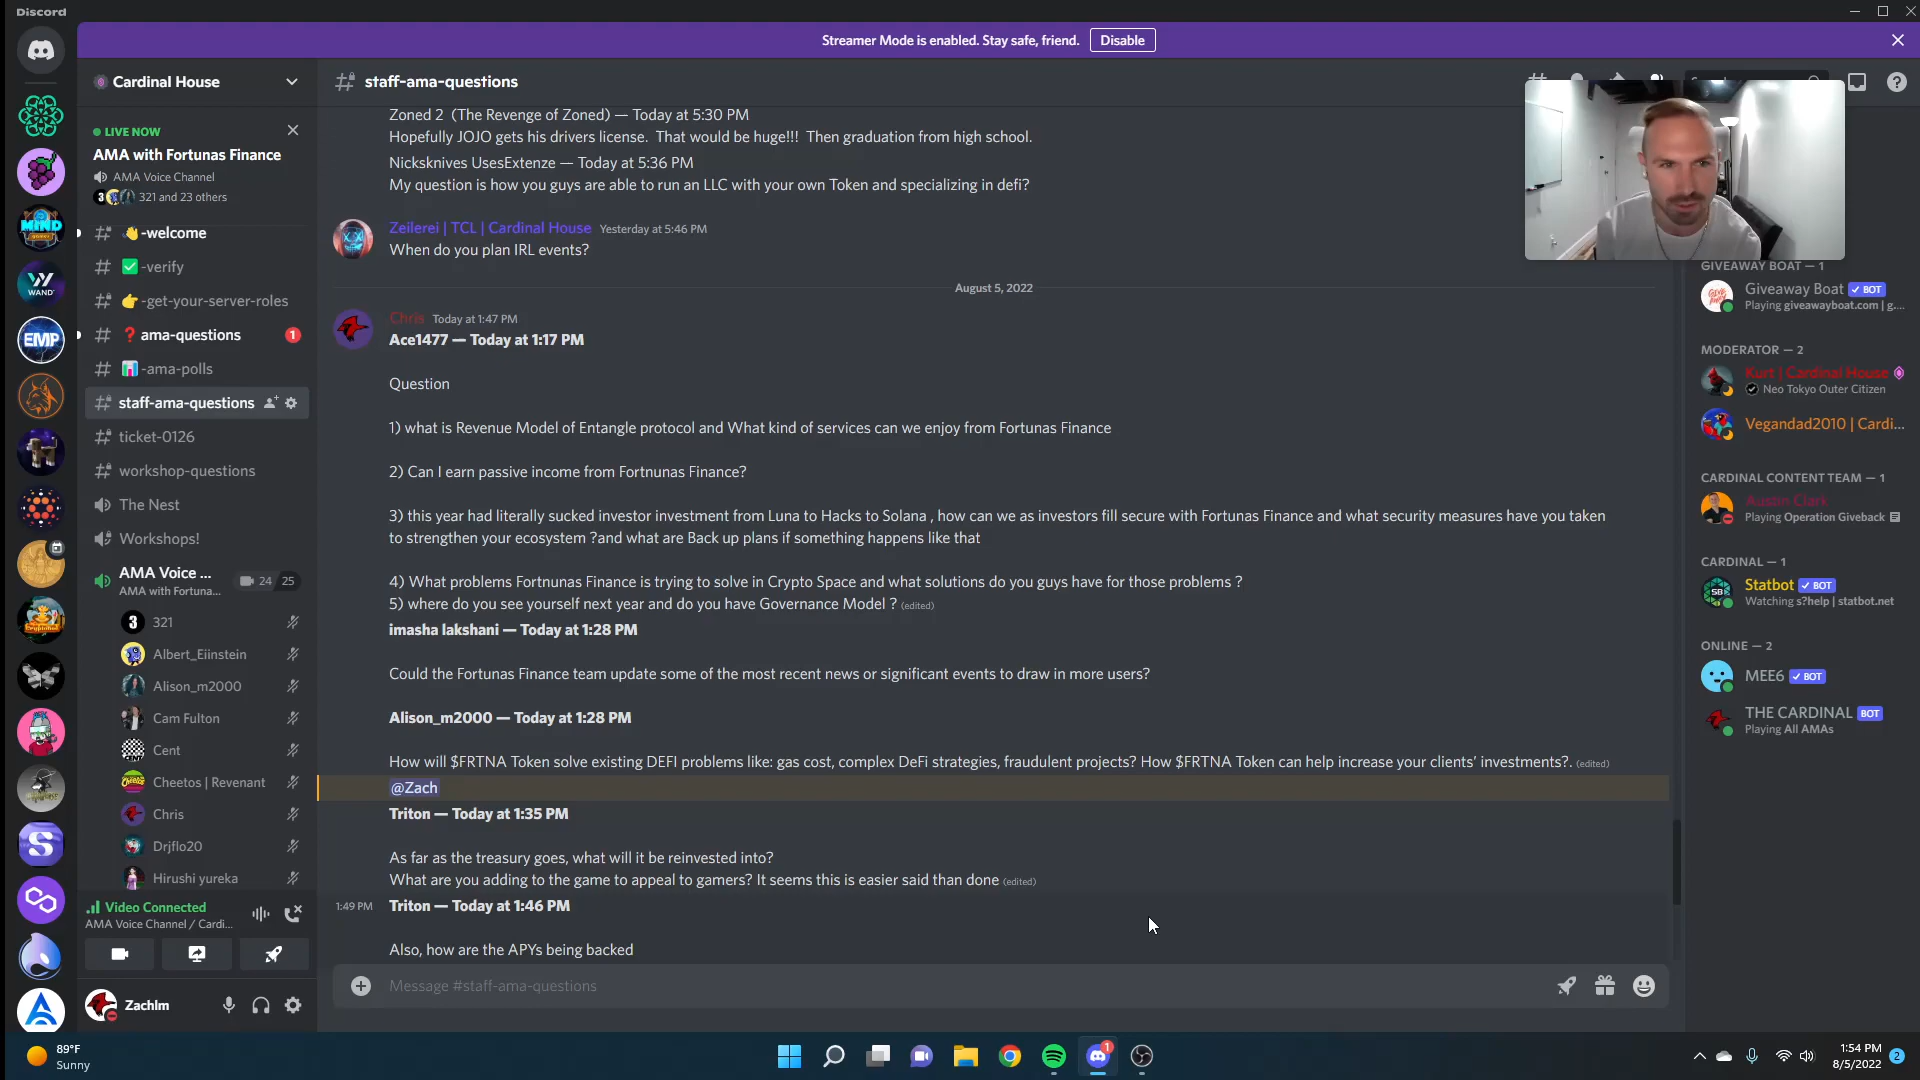 Discord
Streamer Mode is enabled. Stay safe, friend.
Disable
Cardinal House
LIVE NOW
AMA with Fortunas Finance
AMA Voice Channel
321 and 23 others
-welcome
-verify
-get-your-server-roles
ama-questions
1
-ama-polls
staff-ama-questions
ticket-0126
workshop-questions
The Nest
Workshops!
AMA Voice ...
24 25
AMA with Fortuna...
321
Albert_Eiinstein
Alison_m2000
Cam Fulton
Cent
Cheetos | Revenant
Chris
Drjflo20
Hirushi yureka
Video Connected
AMA Voice Channel / Cardi...
Zachlm
staff-ama-questions
Zoned 2 (The Revenge of Zoned) — Today at 5:30 PM
Hopefully JOJO gets his drivers license. That would be huge!!! Then graduation from high school.
Nicksknives UsesExtenze — Today at 5:36 PM
My question is how you guys are able to run an LLC with your own Token and specializing in defi?
Zeilerei | TCL | Cardinal House Yesterday at 5:46 PM
When do you plan IRL events?
August 5, 2022
Chris Today at 1:47 PM
Ace1477 — Today at 1:17 PM
Question
1) what is Revenue Model of Entangle protocol and What kind of services can we enjoy from Fortunas Finance
2) Can I earn passive income from Fortnunas Finance?
3) this year had literally sucked investor investment from Luna to Hacks to Solana , how can we as investors fill secure with Fortunas Finance and what security measures have you taken
to strengthen your ecosystem ?and what are Back up plans if something happens like that
4) What problems Fortnunas Finance is trying to solve in Crypto Space and what solutions do you guys have for those problems ?
5) where do you see yourself next year and do you have Governance Model ? (edited)
imasha lakshani — Today at 1:28 PM
Could the Fortunas Finance team update some of the most recent news or significant events to draw in more users?
Alison_m2000 — Today at 1:28 PM
How will $FRTNA Token solve existing DEFI problems like: gas cost, complex DeFi strategies, fraudulent projects? How $FRTNA Token can help increase your clients' investments?. (edited)
@Zach
Triton — Today at 1:35 PM
As far as the treasury goes, what will it be reinvested into?
What are you adding to the game to appeal to gamers? It seems this is easier said than done (edited)
1:49 PM Triton — Today at 1:46 PM
Also, how are the APYs being backed
Message #staff-ama-questions
GIVEAWAY BOAT — 1
Giveaway Boat BOT
Playing giveawayboat.com | g...
MODERATOR — 2
Kurt | Cardinal House
Neo Tokyo Outer Citizen
Vegandad2010 | Cardi...
CARDINAL CONTENT TEAM — 1
Austin Clark
Playing Operation Giveback
CARDINAL — 1
Statbot BOT
Watching s?help | statbot.net
ONLINE — 2
MEE6 BOT
THE CARDINAL BOT
Playing All AMAs
MIND
WAND
EMP
89°F
Sunny
1
1:54 PM
8/5/2022
2